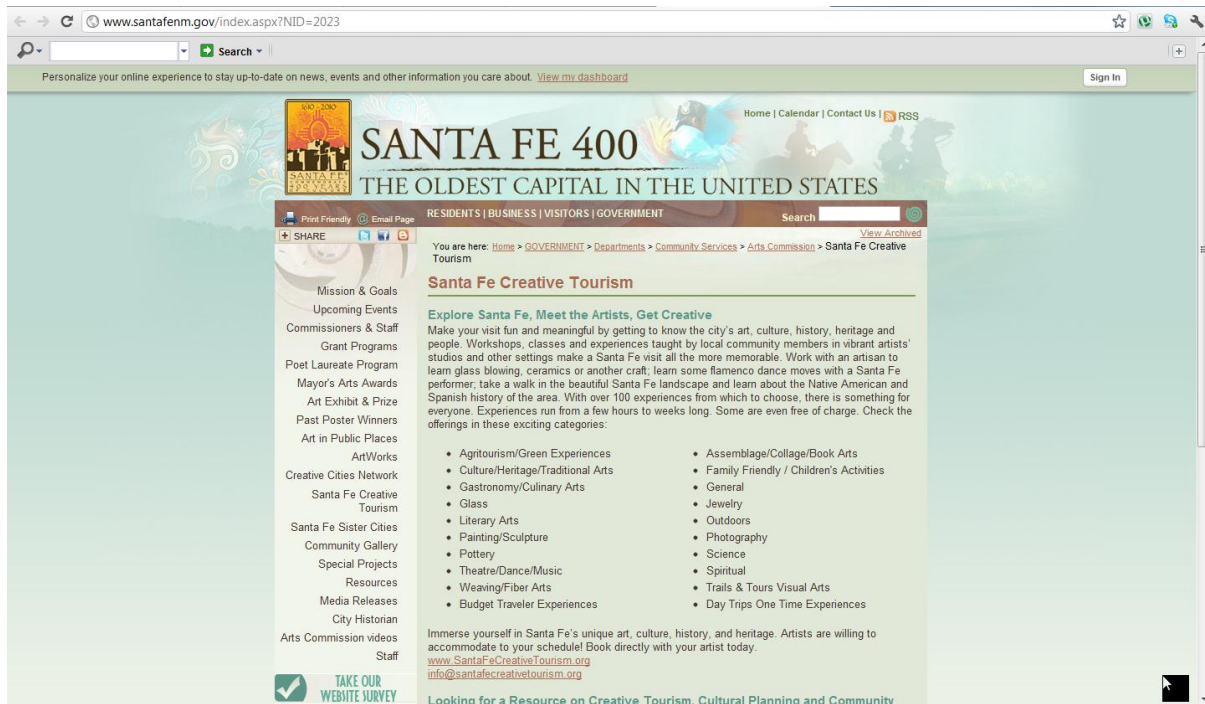 www.santafenm.gov/index.aspx?NID=2023
Search
Personalize your online experience to stay up-to-date on news, events and other information you care about. View my dashboard
Sign In
1610 - 2010
SANTA FE
Home | Calendar | Contact Us | RSS
SANTA FE 400
THE OLDEST CAPITAL IN THE UNITED STATES
Print Friendly Email Page
RESIDENTS | BUSINESS | VISITORS | GOVERNMENT
Search
SHARE
View Archived
You are here: Home > GOVERNMENT > Departments > Community Services > Arts Commission > Santa Fe Creative
Tourism
Mission & Goals
Upcoming Events
Commissioners & Staff
Grant Programs
Poet Laureate Program
Mayor's Arts Awards
Art Exhibit & Prize
Past Poster Winners
Art in Public Places
ArtWorks
Creative Cities Network
Santa Fe Creative
Tourism
Santa Fe Sister Cities
Community Gallery
Special Projects
Resources
Media Releases
City Historian
Arts Commission videos
Staff
TAKE OUR
WEBSITE SURVEY
Santa Fe Creative Tourism
Explore Santa Fe, Meet the Artists, Get Creative
Make your visit fun and meaningful by getting to know the city's art, culture, history, heritage and
people. Workshops, classes and experiences taught by local community members in vibrant artists'
studios and other settings make a Santa Fe visit all the more memorable. Work with an artisan to
learn glass blowing, ceramics or another craft; learn some flamenco dance moves with a Santa Fe
performer; take a walk in the beautiful Santa Fe landscape and learn about the Native American and
Spanish history of the area. With over 100 experiences from which to choose, there is something for
everyone. Experiences run from a few hours to weeks long. Some are even free of charge. Check the
offerings in these exciting categories:
Agritourism/Green Experiences
Culture/Heritage/Traditional Arts
Gastronomy/Culinary Arts
Glass
Literary Arts
Painting/Sculpture
Pottery
Theatre/Dance/Music
Weaving/Fiber Arts
Budget Traveler Experiences
Assemblage/Collage/Book Arts
Family Friendly / Children's Activities
General
Jewelry
Outdoors
Photography
Science
Spiritual
Trails & Tours Visual Arts
Day Trips One Time Experiences
Immerse yourself in Santa Fe's unique art, culture, history, and heritage. Artists are willing to
accommodate to your schedule! Book directly with your artist today.
www.SantaFeCreativeTourism.org
info@santafecreativetourism.org
Looking for a Resource on Creative Tourism, Cultural Planning and Community